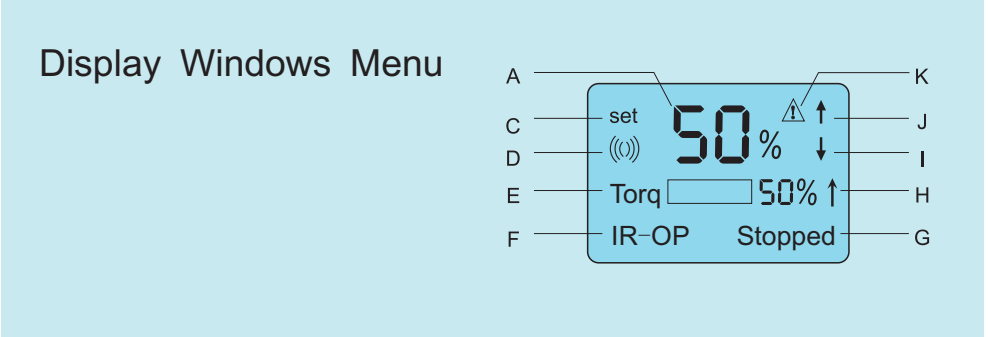 Display Windows Menu
A
K
C
set
50%
J
D
I
E
Torq
50%
H
F
IR-OP
Stopped
G